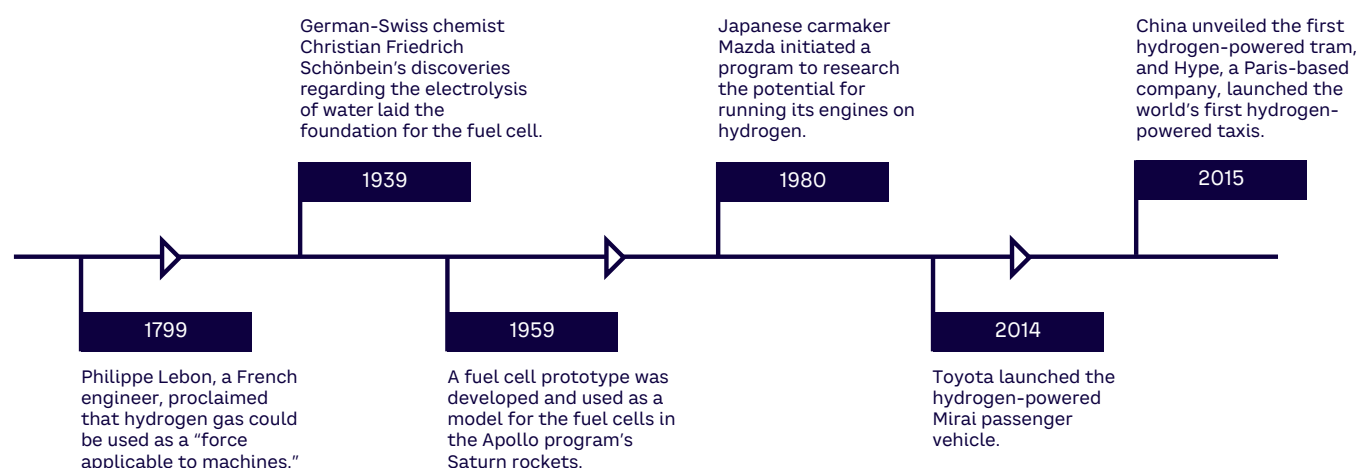 German-Swiss chemist
Christian Friedrich
Schönbein's discoveries
regarding the electrolysis
of water laid the
foundation for the fuel cell.
1939
Japanese carmaker
Mazda initiated a
program to research
the potential for
running its engines on
hydrogen.
1980
China unveiled the first
hydrogen-powered tram,
and Hype, a Paris-based
company, launched the
world's first hydrogen-
powered taxis.
2015
1799
Philippe Lebon, a French
engineer, proclaimed
that hydrogen gas could
be used as a “force
applicable to machines.”
1959
A fuel cell prototype was
developed and used as a
model for the fuel cells in
the Apollo program's
Saturn rockets.
2014
Toyota launched the
hydrogen-powered
Mirai passenger
vehicle.